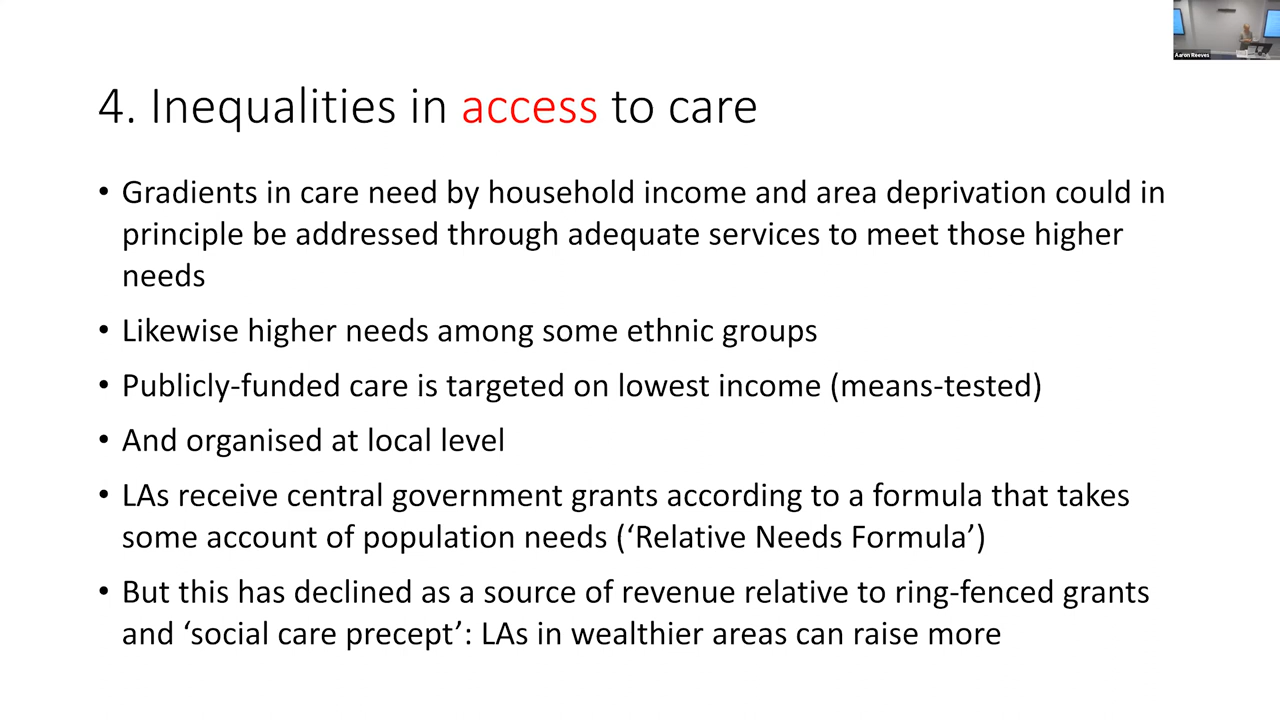 Aaron Reeves
4. Inequalities in access to care
• Gradients in care need by household income and area deprivation could in
principle be addressed through adequate services to meet those higher
needs
• Likewise higher needs among some ethnic groups
• Publicly-funded care is targeted on lowest income (means-tested)
• And organised at local level
• LAs receive central government grants according to a formula that takes
some account of population needs (‘Relative Needs Formula’)
• But this has declined as a source of revenue relative to ring-fenced grants
and ‘social care precept’: LAs in wealthier areas can raise more